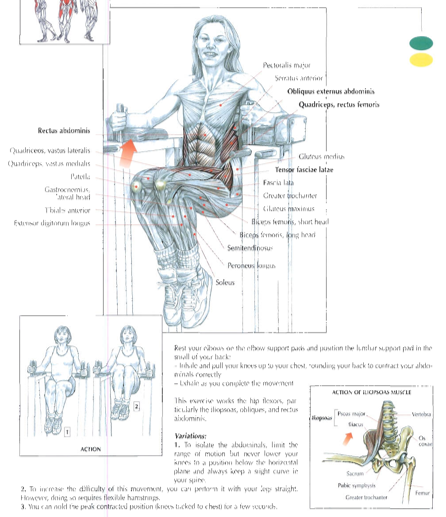 Pectoralis major
Serratus anterior
Obliquus externus abdominis
Quadriceps, rectus femoris
Rectus abdominis
Gluteus medius
Quadriceps, vastus lateralis
Tensor fasciae latae
Quadriceps, vastus medialis
Fascia lata
Patella
Greater trochanter
Gastrocnemius,
lateral head
Gluteus maximus
Tibialis anterior
Biceps femoris, short head
Extensor digitorum longus
Biceps femoris, long head
Semitendinosus
Peroneus longus
Soleus
Rest your elbows on the elbow support pads and position the lumbar support pad in the
small of your back:
– Inhale and pull your knees up to your chest, rounding your back to contract your abdo-
minals correctly
– Exhale as you complete the movement
This exercise works the hip flexors, par-
ticularly the iliopsoas, obliques, and rectus
abdominis.
Variations:
1. To isolate the abdominals, limit the
range of motion but never lower your
knees to a position below the horizontal
plane and always keep a slight curve in
your spine.
1
2
ACTION
2. To increase the difficulty of this movement, you can perform it with your legs straight.
However, doing so requires flexible hamstrings.
3. You can hold the peak contracted position (knees tucked to chest) for a few seconds.
ACTION OF ILIOPSOAS MUSCLE
Iliopsoas
Psoas major
Iliacus
Vertebra
Os
coxae
Sacrum
Pubic symphysis
Greater trochanter
Femur